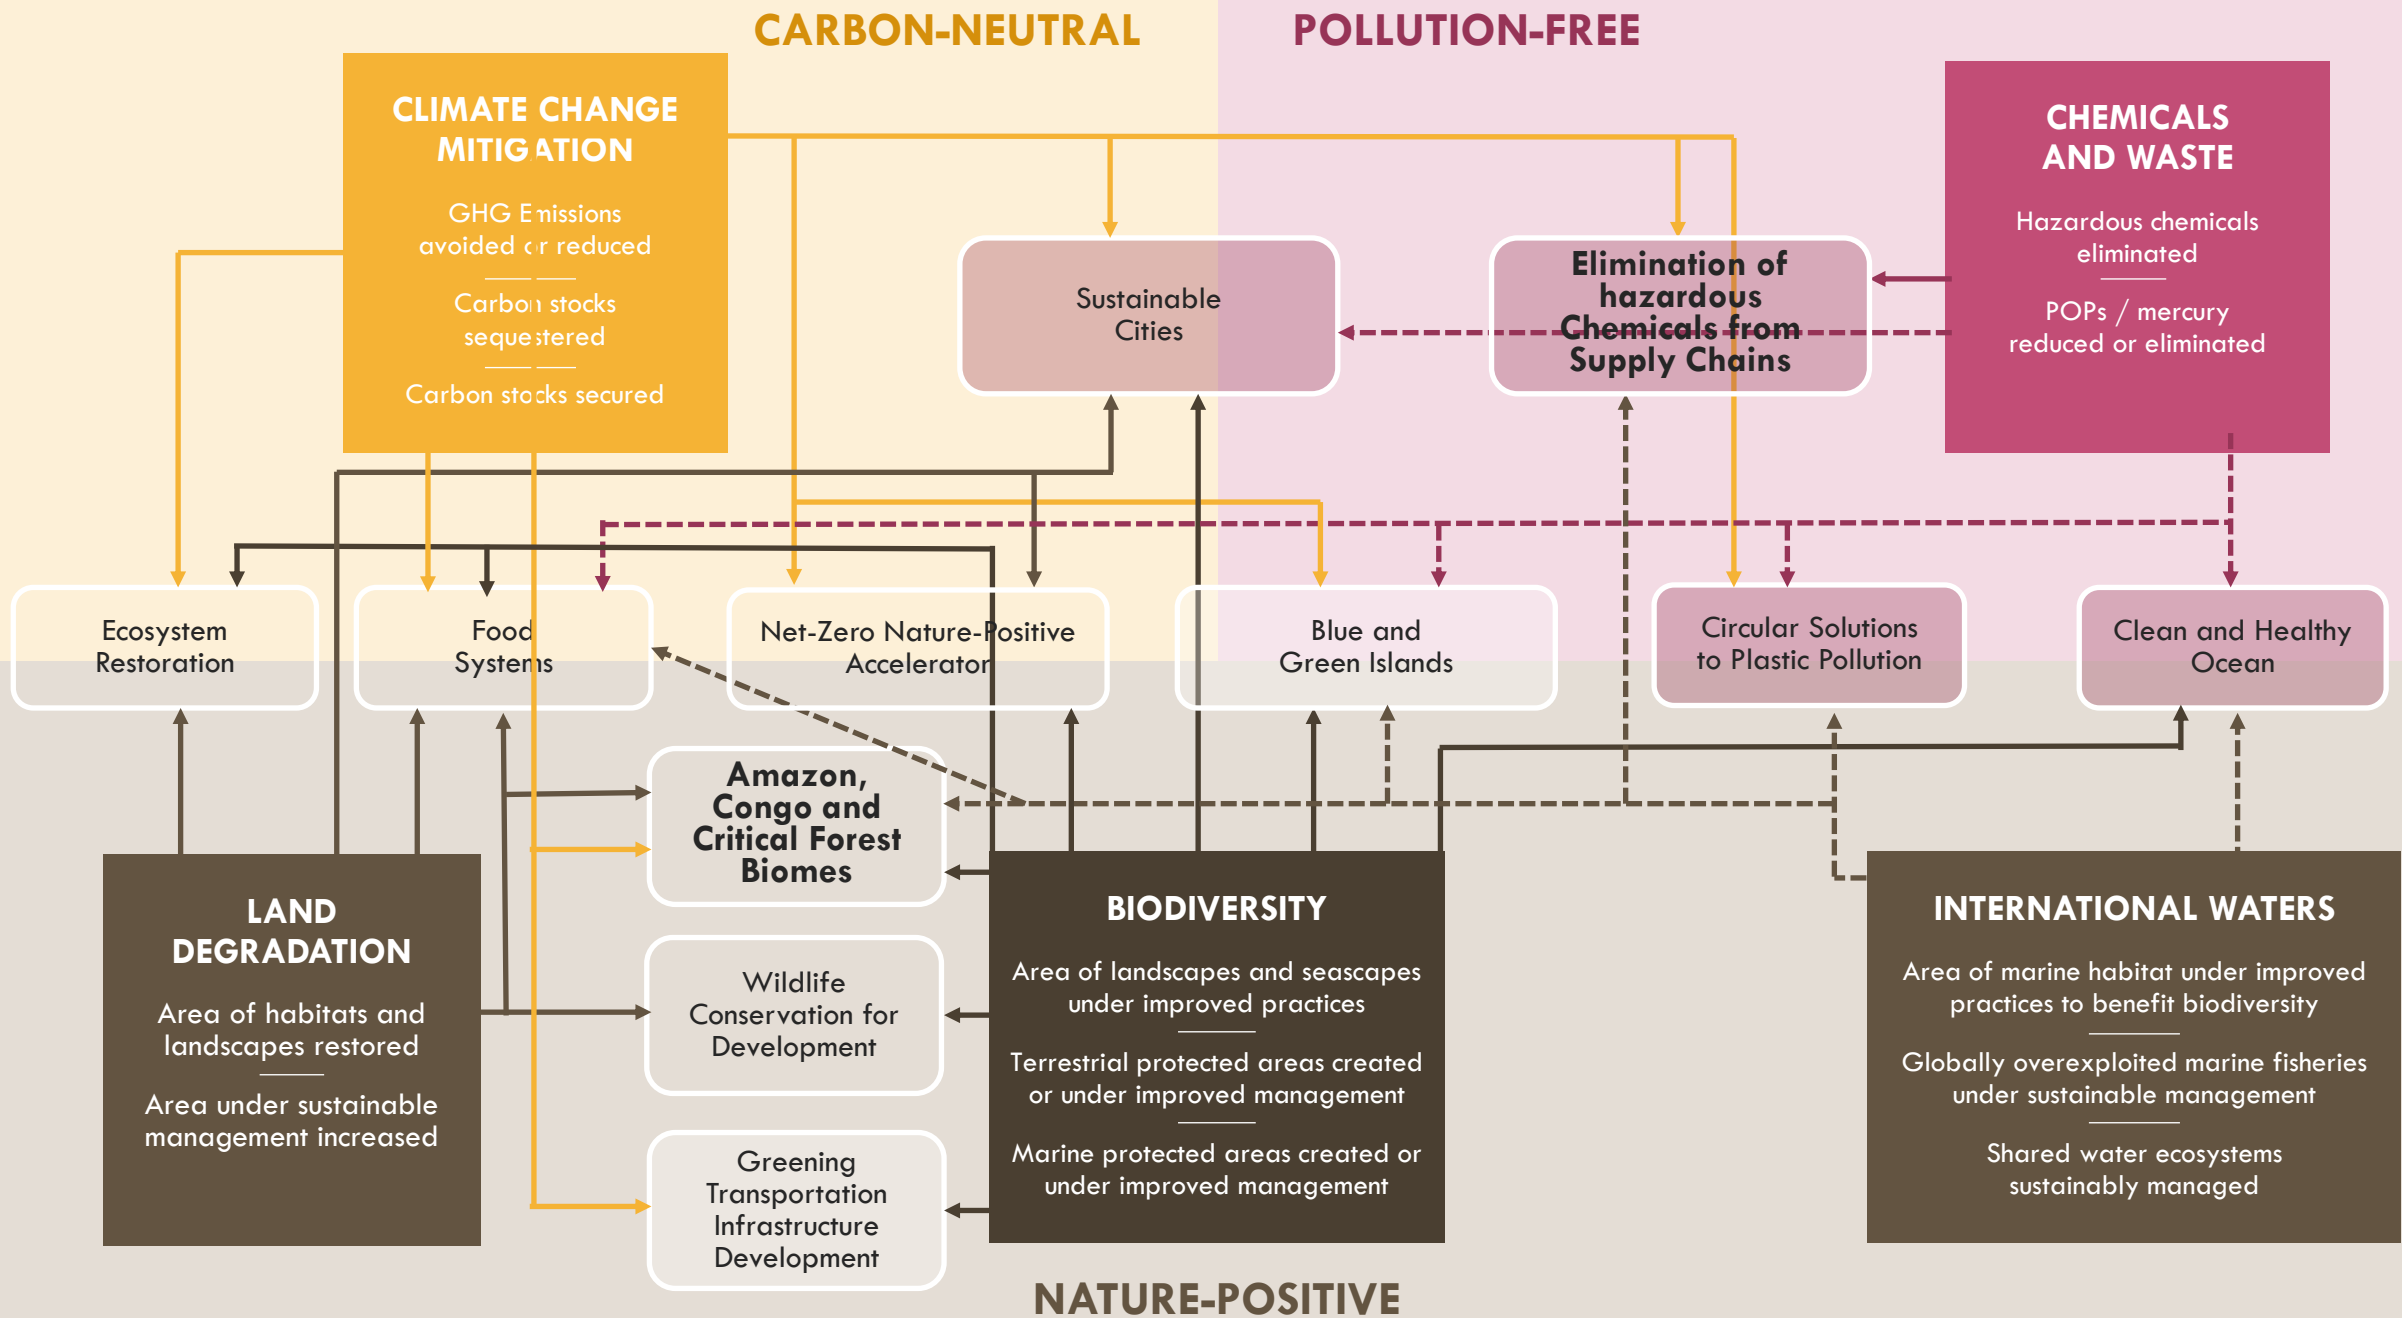 CARBON-NEUTRAL
POLLUTION-FREE
CLIMATE CHANGE
MITIGATION
GHG Emissions
avoided or reduced
Carbon stocks
sequestered
Carbon stocks secured
CHEMICALS
AND WASTE
Hazardous chemicals
eliminated
POPs / mercury
reduced or eliminated
Sustainable
Cities
Elimination of
hazardous
Chemicals from
Supply Chains
Ecosystem
Restoration
Food
Systems
Net-Zero Nature-Positive
Accelerator
Blue and
Green Islands
Circular Solutions
to Plastic Pollution
Clean and Healthy
Ocean
Amazon,
Congo and
Critical Forest
Biomes
Wildlife
Conservation for
Development
Greening
Transportation
Infrastructure
Development
LAND
DEGRADATION
Area of habitats and
landscapes restored
Area under sustainable
management increased
BIODIVERSITY
Area of landscapes and seascapes
under improved practices
Terrestrial protected areas created
or under improved management
Marine protected areas created or
under improved management
INTERNATIONAL WATERS
Area of marine habitat under improved
practices to benefit biodiversity
Globally overexploited marine fisheries
under sustainable management
Shared water ecosystems
sustainably managed
NATURE-POSITIVE